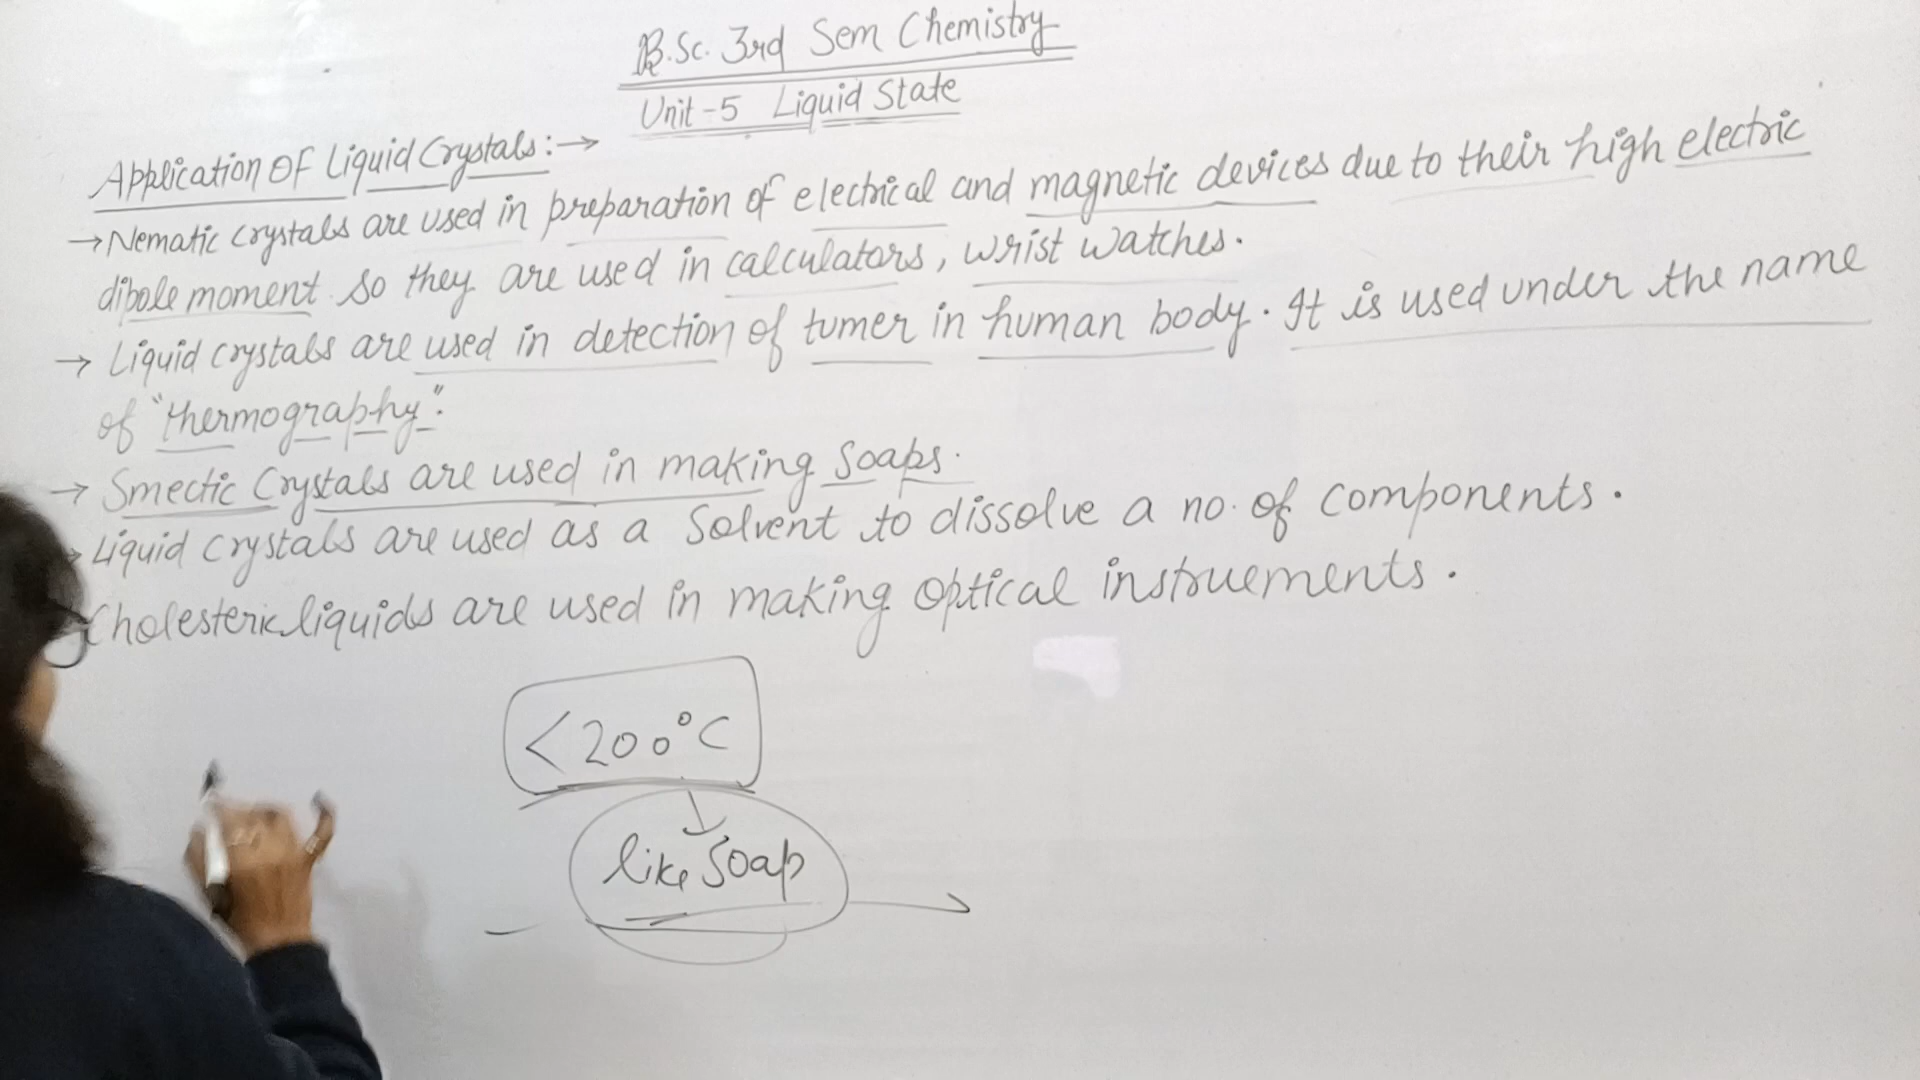 B.Sc. 3rd Sem Chemistry
Unit-5 Liquid State
Application OF Liquid Crystals:→
→ Nematic crystals are used in preparation of electrical and magnetic devices due to their high electric
dipole moment so they are used in calculators, wrist watches.
→ Liquid crystals are used in detection of tumer in human body. It is used under the name
of "thermography".
→ Smectic Crystals are used in making Soaps.
→ Liquid crystals are used as a Solvent to dissolve a no. of components.
Cholesteric liquids are used in making optical instruements.
<200°C
like Soap